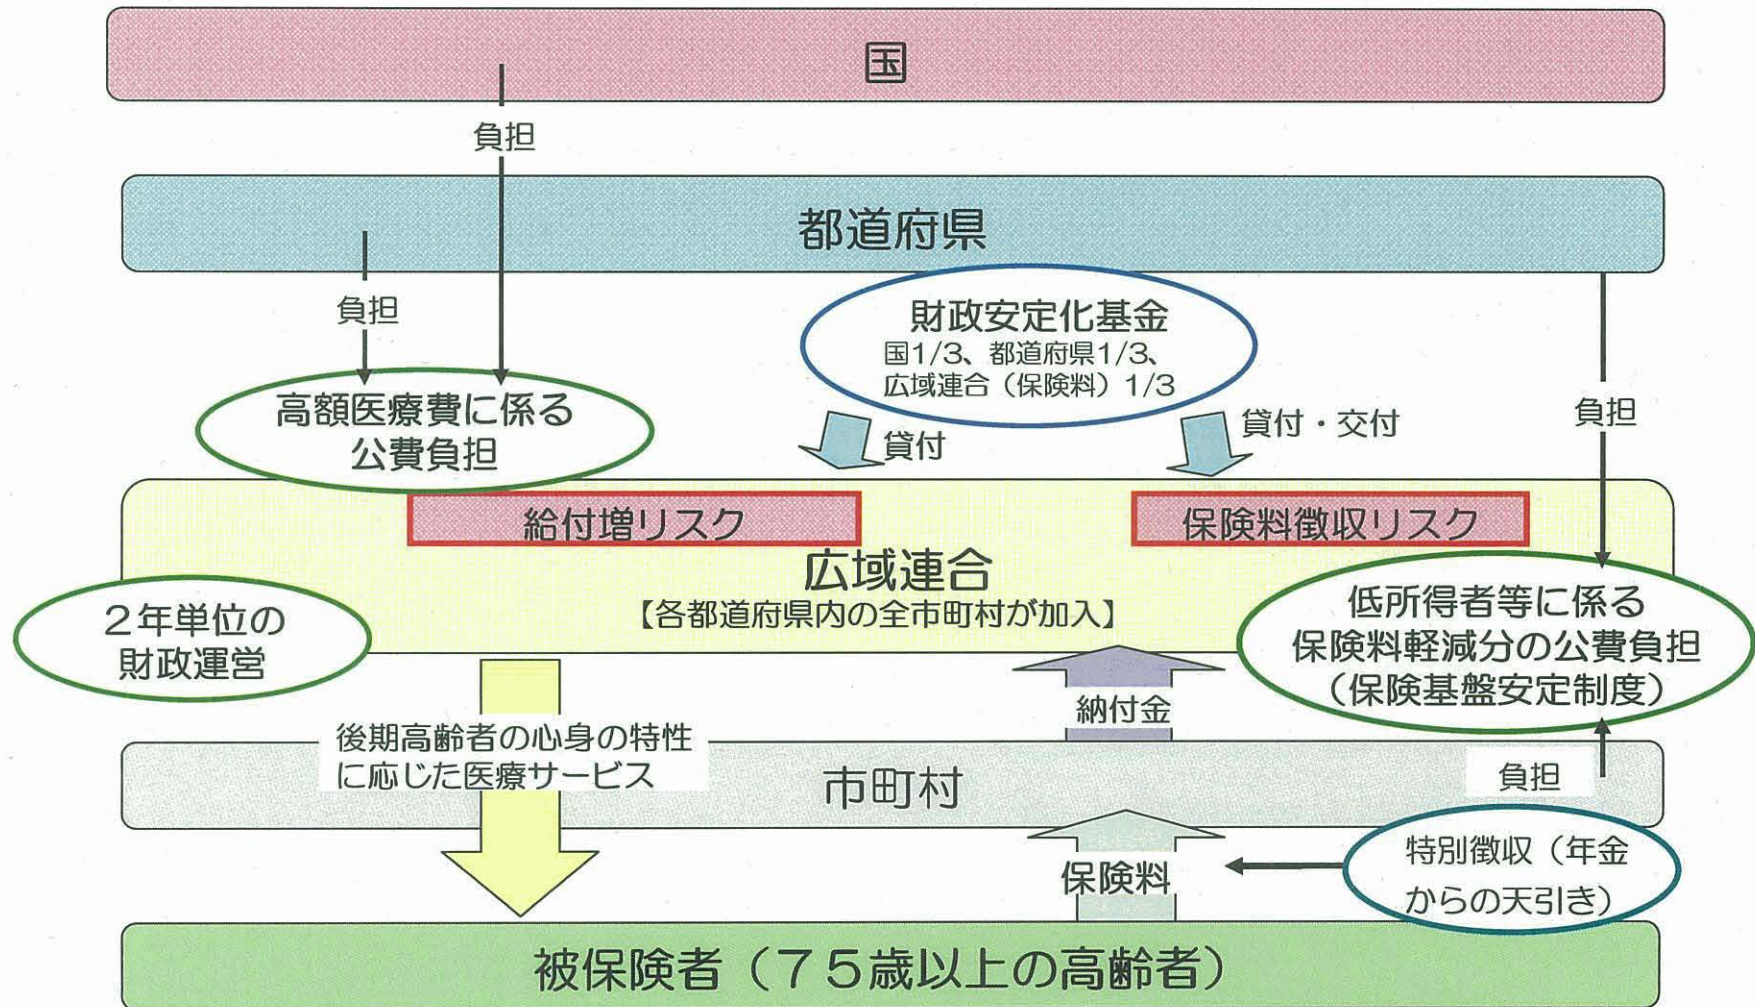 国
負担
都道府県
負担
財政安定化基金
国1/3、都道府県1/3、
広域連合（保険料）1/3
高額医療費に係る
公費負担
貸付
貸付・交付
負担
給付増リスク
保険料徴収リスク
広域連合
【各都道府県内の全市町村が加入】
２年単位の
財政運営
低所得者等に係る
保険料軽減分の公費負担
（保険基盤安定制度）
納付金
後期高齢者の心身の特性
に応じた医療サービス
市町村
負担
保険料
特別徴収（年金
からの天引き）
被保険者（７５歳以上の高齢者）